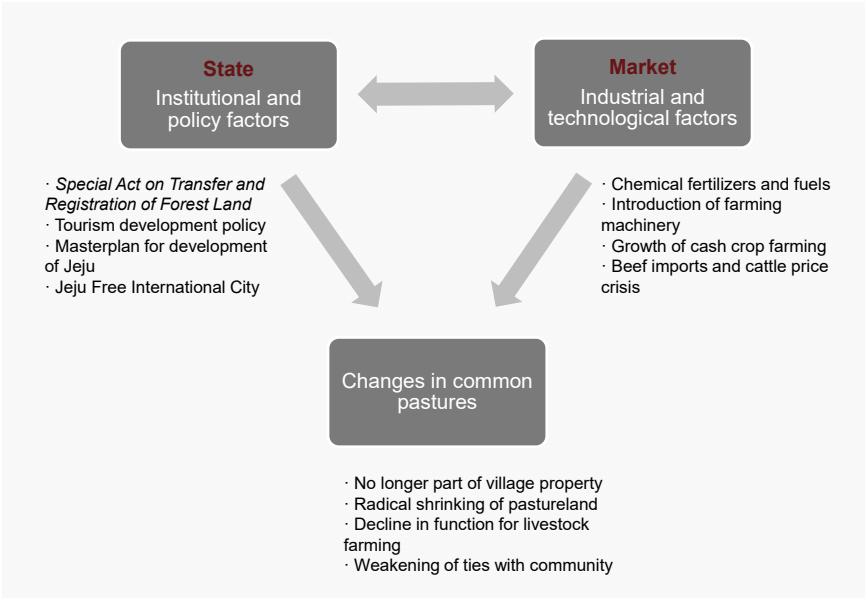 State
Institutional and
policy factors
Market
Industrial and
technological factors
· Special Act on Transfer and
Registration of Forest Land
· Tourism development policy
· Masterplan for development
of Jeju
· Jeju Free International City
· Chemical fertilizers and fuels
· Introduction of farming
machinery
· Growth of cash crop farming
· Beef imports and cattle price
crisis
Changes in common
pastures
· No longer part of village property
· Radical shrinking of pastureland
· Decline in function for livestock
farming
· Weakening of ties with community